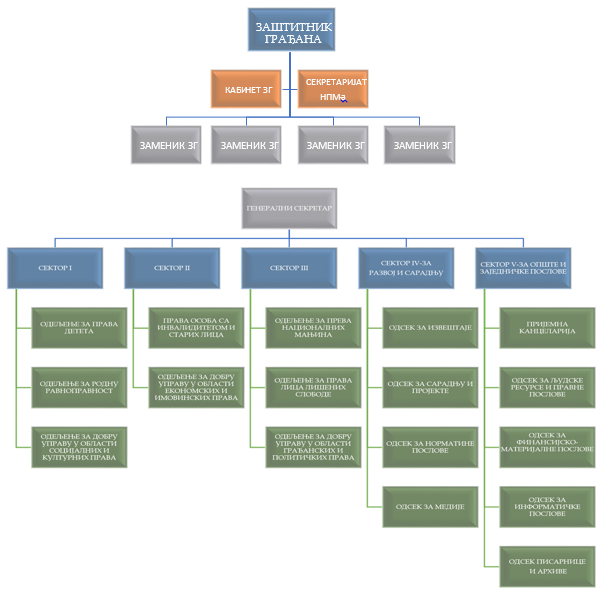 ЗАШТИТНИК
ГРАЂАНА
КАБИНЕТ ЗГ
СЕКРЕТАРИЈАТ
НПМа
ЗАМЕНИК ЗГ
ЗАМЕНИК ЗГ
ЗАМЕНИК ЗГ
ЗАМЕНИК ЗГ
ГЕНЕРАЛНИ СЕКРЕТАР
СЕКТОР I
ОДЕЉЕЊЕ ЗА ПРАВА
ДЕТЕТА
ОДЕЉЕЊЕ ЗА РОДНУ
РАВНОПРАВНОСТ
ОДЕЉЕЊЕ ЗА ДОБРУ
УПРАВУ У ОБЛАСТИ
СОЦИЈАЛНИХ И
КУЛТУРНИХ ПРАВА
СЕКТОР II
ПРАВА ОСОБА СА
ИНВАЛИДИТЕТОМ И
СТАРИХ ЛИЦА
ОДЕЉЕЊЕ ЗА ДОБРУ
УПРАВУ У ОБЛАСТИ
ЕКОНОМСКИХ И
ИМОВИНСКИХ ПРАВА
СЕКТОР III
ОДЕЉЕЊЕ ЗА ПРЕВА
НАЦИОНАЛНИХ
МАЊИНА
ОДЕЉЕЊЕ ЗА ПРАВА
ЛИЦА ЛИШЕНИХ
СЛОБОДЕ
ОДЕЉЕЊЕ ЗА ДОБРУ
УПРАВУ У ОБЛАСТИ
ГРАЂАНСКИХ И
ПОЛИТИЧКИХ ПРАВА
СЕКТОР IV-ЗА
РАЗВОЈ И САРАДЊУ
ОДСЕК ЗА ИЗВЕШТАЈЕ
ОДСЕК ЗА САРАДЊУ И
ПРОЈЕКТЕ
ОДСЕК ЗА НОРМАТИНЕ
ПОСЛОВЕ
ОДСЕК ЗА МЕДИЈЕ
СЕКТОР V-ЗА ОПШТЕ И
ЗАЈЕДНИЧКЕ ПОСЛОВЕ
ПРИЈЕМНА
КАНЦЕЛАРИЈА
ОДСЕК ЗА ЉУДСКЕ
РЕСУРСЕ И ПРАВНЕ
ПОСЛОВЕ
ОДСЕК ЗА
ФИНАНСИЈСКО-
МАТЕРИЈАЛНЕ ПОСЛОВЕ
ОДСЕК ЗА
ИНФОРМАТИЧКЕ
ПОСЛОВЕ
ОДСЕК ПИСАРНИЦЕ
И АРХИВЕ